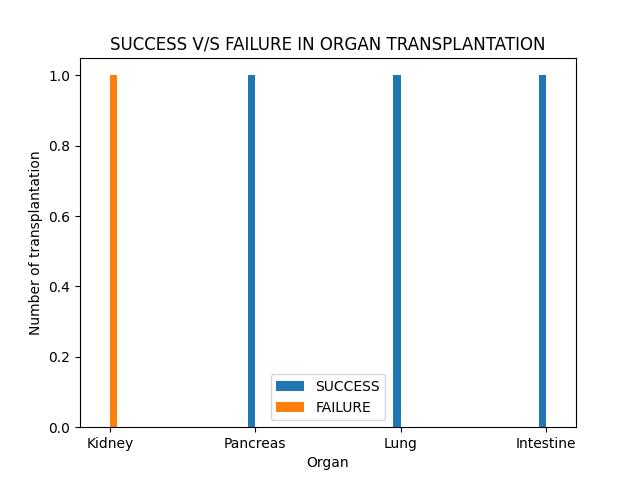 SUCCESS V/S FAILURE IN ORGAN TRANSPLANTATION
1.0
0.8
0.6
0.4
0.2
0.0
Number of transplantation
SUCCESS
FAILURE
Kidney Pancreas Lung Intestine
Organ